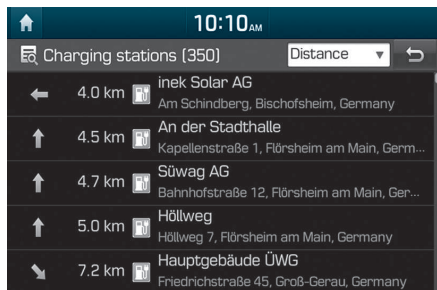 10:10AM
Charging stations (350) Distance
4.0 km inek Solar AG
Am Schindberg, Bischofsheim, Germany
4.5 km An der Stadthalle
Kapellenstraße 1, Flörsheim am Main, Germ...
4.7 km Süwag AG
Bahnhofstraße 12, Flörsheim am Main, Ger...
5.0 km Höllweg
Höllweg 7, Flörsheim am Main, Germany
7.2 km Hauptgebäude ÜWG
Friedrichstraße 45, Groß-Gerau, Germany